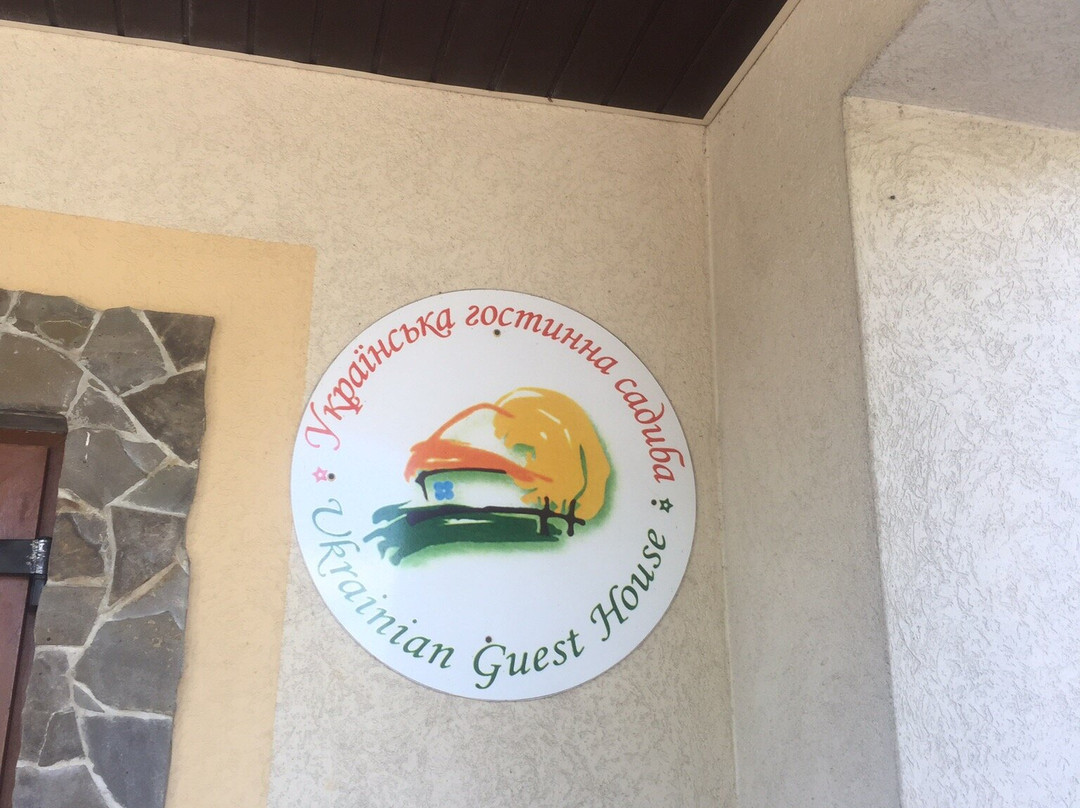 Українська гостинна садиба
Ukrainian Guest House